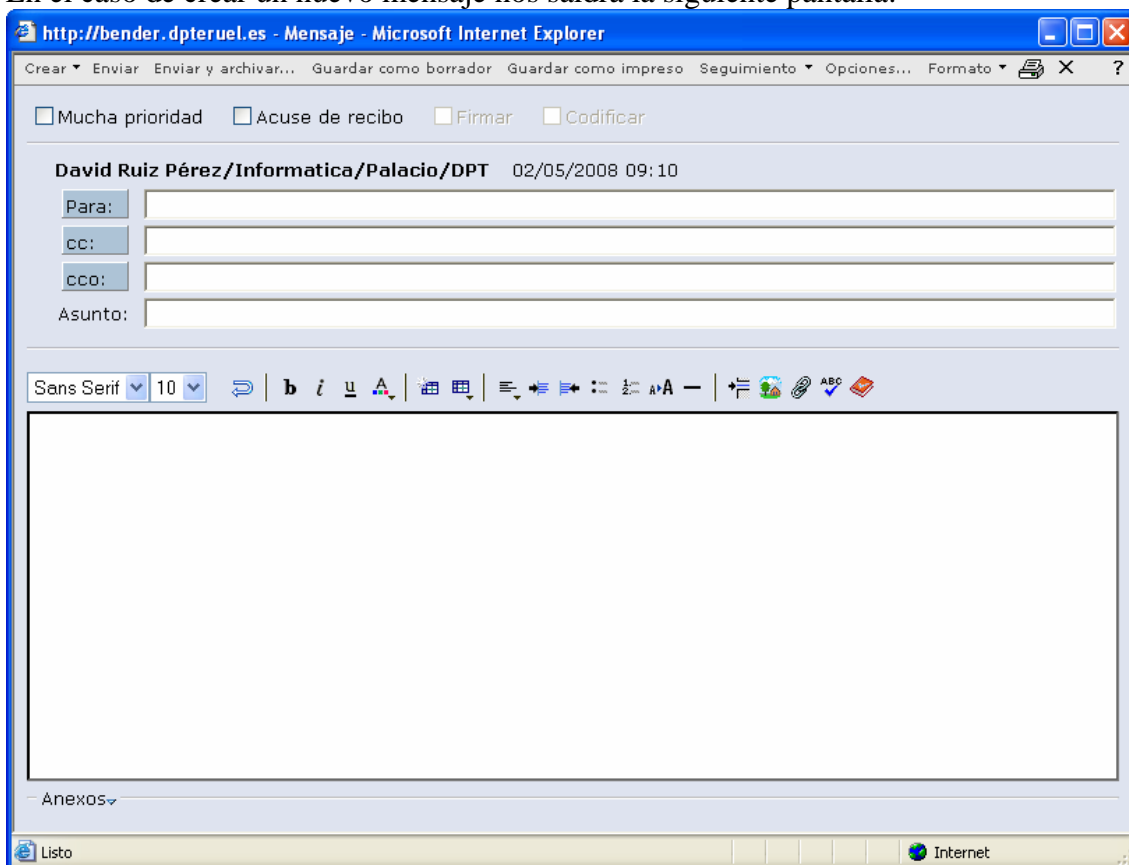 En el caso de crear un nuevo mensaje nos saldrá la siguiente pantalla:
http://bender.dpteruel.es - Mensaje - Microsoft Internet Explorer
Crear Enviar Enviar y archivar... Guardar como borrador Guardar como impreso Seguimiento Opciones... Formato ?
Mucha prioridad Acuse de recibo Firmar Codificar
David Ruiz Pérez/Informatica/Palacio/DPT 02/05/2008 09:10
Para:
cc:
cco:
Asunto:
Sans Serif 10 b i u A A A ABC
Anexos
Listo Internet